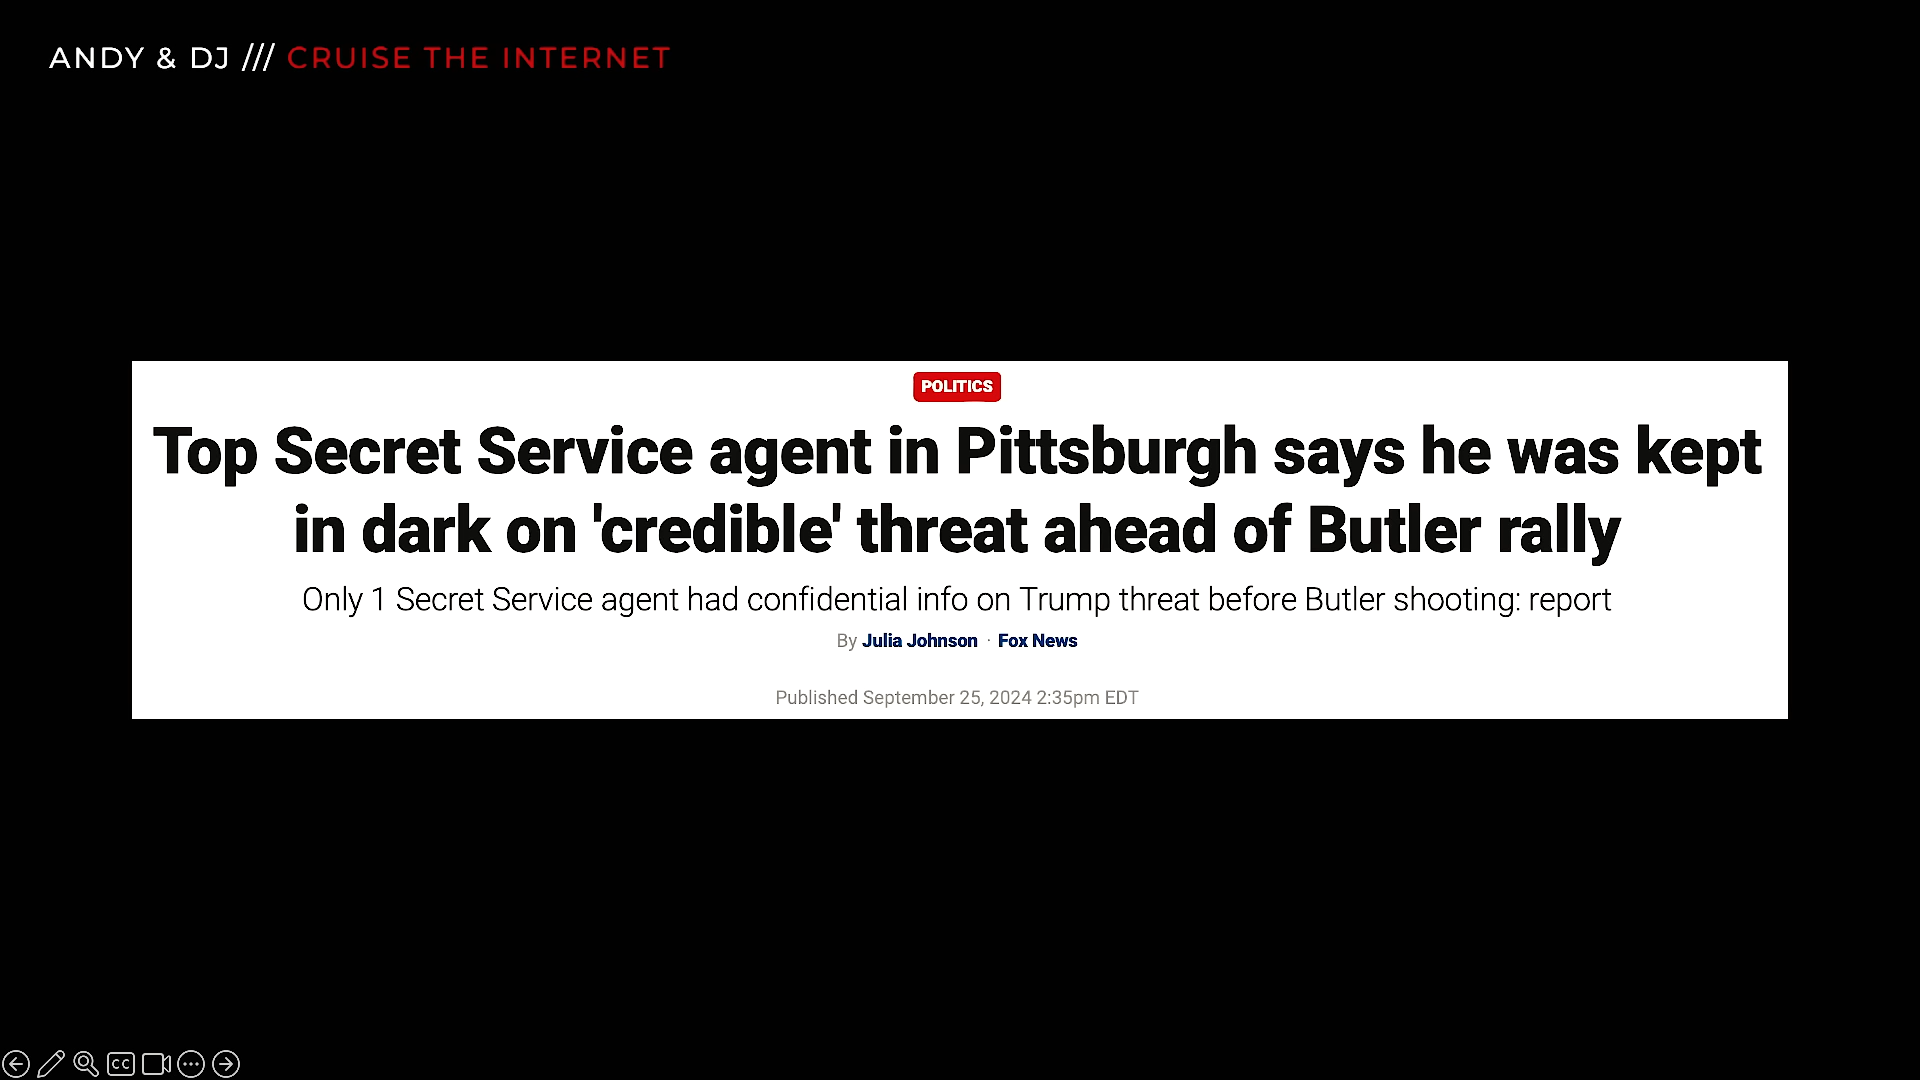 ANDY & DJ /// CRUISE THE INTERNET
POLITICS
Top Secret Service agent in Pittsburgh says he was kept
in dark on 'credible' threat ahead of Butler rally
Only 1 Secret Service agent had confidential info on Trump threat before Butler shooting: report
By Julia Johnson · Fox News
Published September 25, 2024 2:35pm EDT
CC